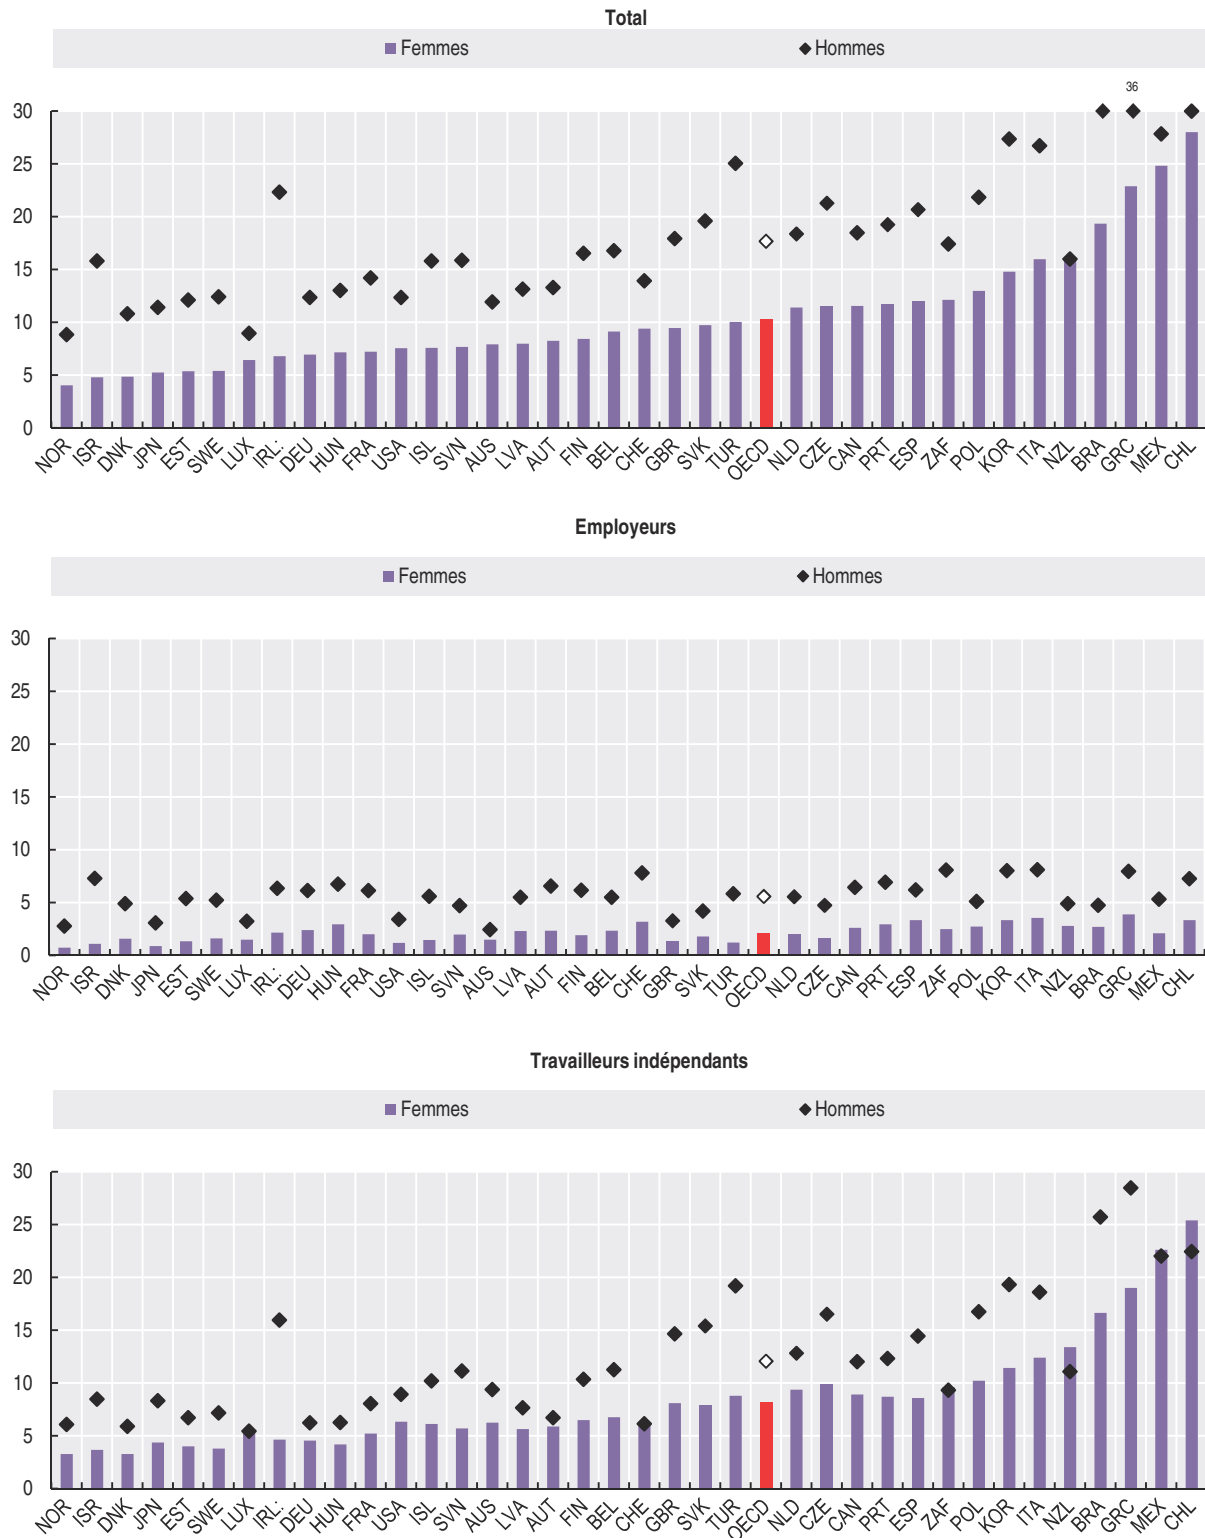 Total
Femmes Hommes
36
30
25
20
15
10
5
0
NOR ISR DNK JPN EST SWE LUX IRL: DEU HUN FRA USA ISL SVN AUS LVA AUT FIN BEL CHE GBR SVK TUR OECD NLD CZE CAN PRT ESP ZAF POL KOR ITA NZL BRA GRC MEX CHL
Employeurs
Femmes Hommes
30
25
20
15
10
5
0
NOR ISR DNK JPN EST SWE LUX IRL: DEU HUN FRA USA ISL SVN AUS LVA AUT FIN BEL CHE GBR SVK TUR OECD NLD CZE CAN PRT ESP ZAF POL KOR ITA NZL BRA GRC MEX CHL
Travailleurs indépendants
Femmes Hommes
30
25
20
15
10
5
0
NOR ISR DNK JPN EST SWE LUX IRL: DEU HUN FRA USA ISL SVN AUS LVA AUT FIN BEL CHE GBR SVK TUR OECD NLD CZE CAN PRT ESP ZAF POL KOR ITA NZL BRA GRC MEX CHL